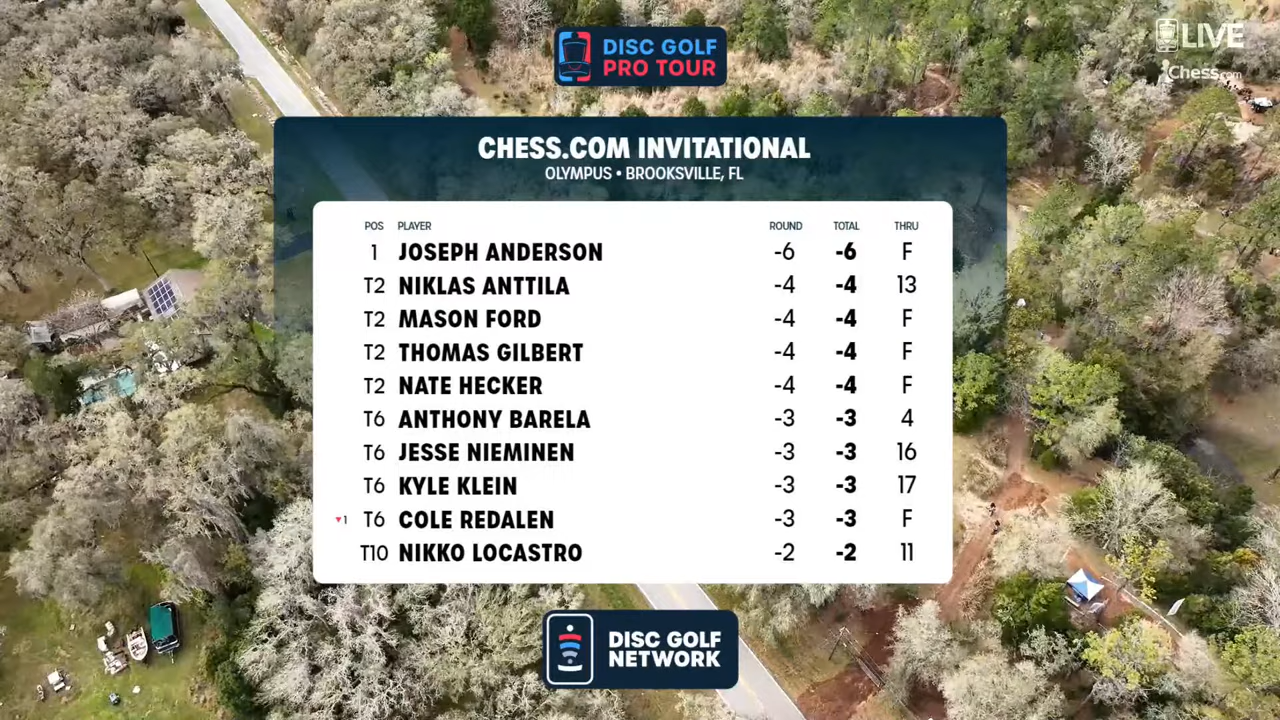 DISC GOLF
PRO TOUR
LIVE
Chess.com
CHESS.COM INVITATIONAL
OLYMPUS • BROOKSVILLE, FL
POS PLAYER ROUND TOTAL THRU
1 JOSEPH ANDERSON -6 -6 F
T2 NIKLAS ANTTILA -4 -4 13
T2 MASON FORD -4 -4 F
T2 THOMAS GILBERT -4 -4 F
T2 NATE HECKER -4 -4 F
T6 ANTHONY BARELA -3 -3 4
T6 JESSE NIEMINEN -3 -3 16
T6 KYLE KLEIN -3 -3 17
▼1 T6 COLE REDALEN -3 -3 F
T10 NIKKO LOCASTRO -2 -2 11
DISC GOLF
NETWORK